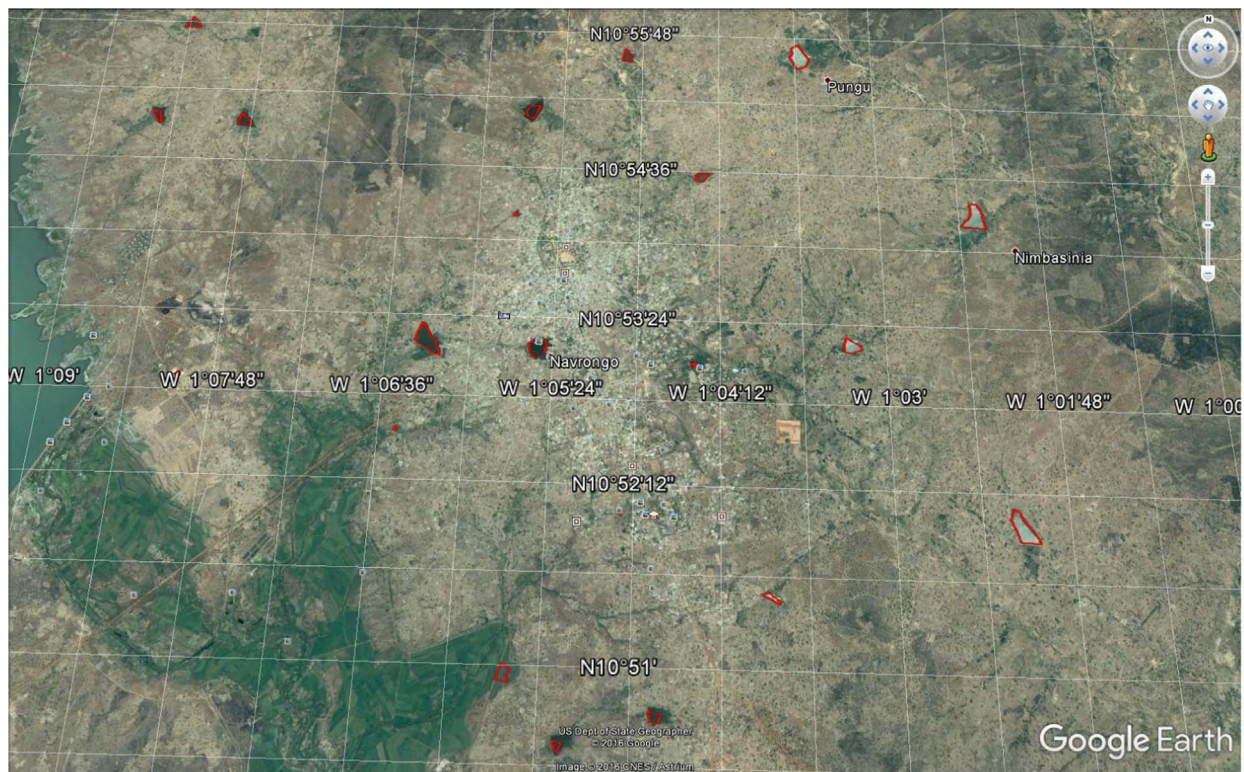 N
N10°55'48"
Pungu
N10°54'36"
Nimbasinia
N10°53'24"
Navrongo
W 1°09'
W 1°07'48"
W 1°06'36"
W 1°05'24"
W 1°04'12"
W 1°03'
W 1°01'48"
W 1°00
N10°52'12"
N10°51'
US Dept of State Geographer
© 2016 Google
Image © 2016 CNES / Astrium
Google Earth